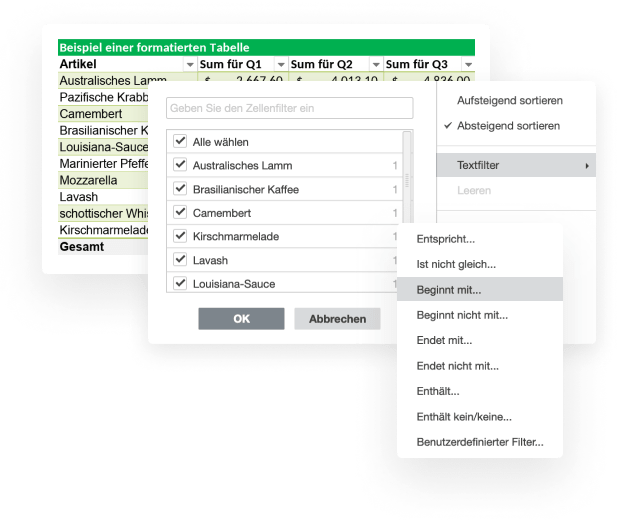 Beispiel einer formatierten Tabelle
Artikel Sum für Q1 Sum für Q2 Sum für Q3
Australisches Lamm $ 2,667.60 $ 4,013.10 $ 4,836.00
Pazifische Krabb
Camembert
Brasilianischer K
Louisiana-Sauce
Marinierter Pfeffe
Mozzarella
Lavash
schottischer Whis
Kirschmarmelade
Gesamt
Geben Sie den Zellenfilter ein
Alle wählen
Australisches Lamm 1
Brasilianischer Kaffee 1
Camembert 1
Kirschmarmelade 1
Lavash 1
Louisiana-Sauce 1
OK Abbrechen
Aufsteigend sortieren
Absteigend sortieren
Textfilter
Leeren
Entspricht...
Ist nicht gleich...
Beginnt mit...
Beginnt nicht mit...
Endet mit...
Endet nicht mit...
Enthält...
Enthält kein/keine...
Benutzerdefinierter Filter...